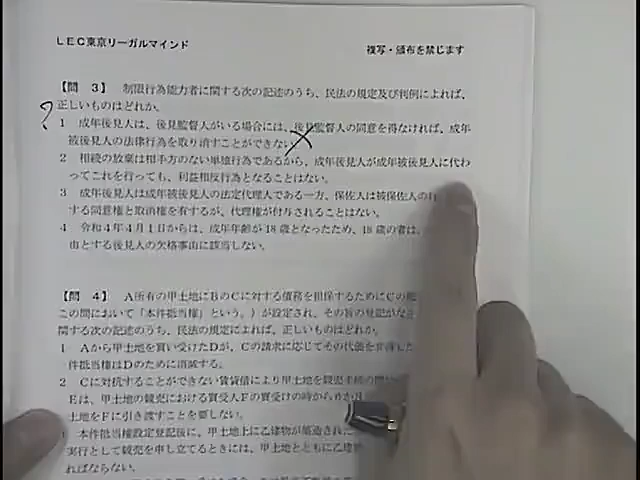 LEC東京リーガルマインド
複写・頒布を禁じます
【問 3】 制限行為能力者に関する次の記述のうち、民法の規定及び判例によれば、
正しいものはどれか。
?
1 成年後見人は、後見監督人がいる場合には、後見監督人の同意を得なければ、成年
被後見人の法律行為を取り消すことができない。
2 相続の放棄は相手方のない単独行為であるから、成年後見人が成年被後見人に代わ
ってこれを行っても、利益相反行為となることはない。
3 成年後見人は成年被後見人の法定代理人である一方、保佐人は被保佐人の行
する同意権と取消権を有するが、代理権が付与されることはない。
4 令和4年4月1日からは、成年年齢が18歳となったため、18歳の者は、
由とする後見人の欠格事由に該当しない。
【問 4】 A所有の甲土地にBのCに対する債務を担保するためにCの抵
この間において「本件抵当権」という。）が設定され、その旨の登記がな
関する次の記述のうち、民法の規定によれば、正しいものはどれか。
1 Aから甲土地を買い受けたDが、Cの請求に応じてその代価を弁済した
件抵当権はDのために消滅する。
2 Cに対抗することができない賃貸借により甲土地を競売手続の開
Eは、甲土地の競売における買受人Fの買受けの時から6か月
土地をFに引き渡すことを要しない。
本件抵当権設定登記後に、甲土地上に乙建物が築造された
実行として競売を申し立てるときには、甲土地とともに乙建物
ればならない。